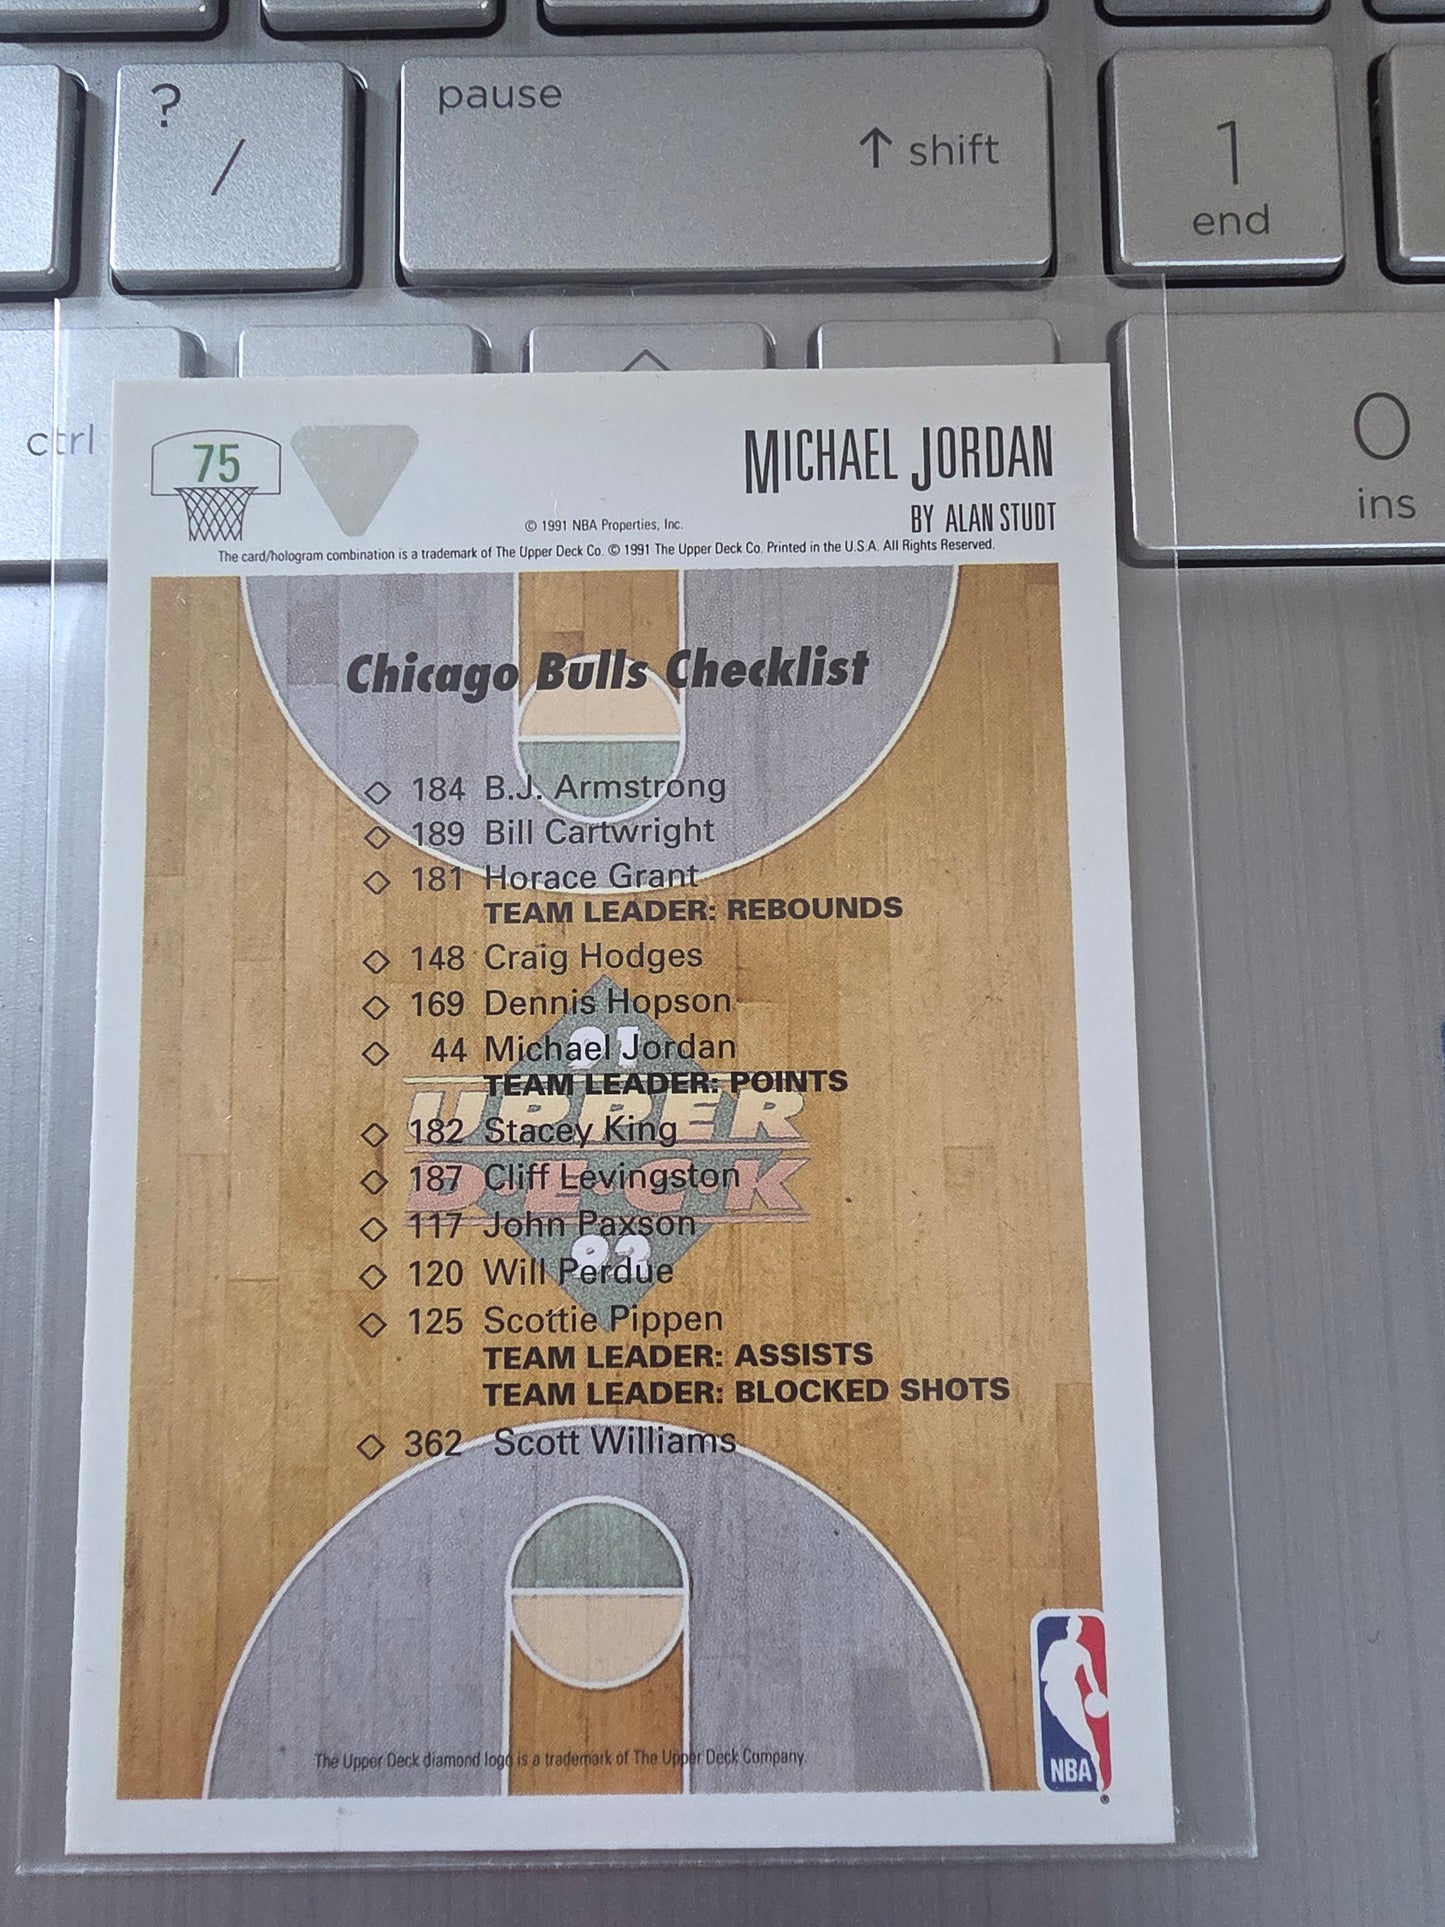 ?
/
pause
↑ shift
1
end
ctrl
0
ins
75
MICHAEL JORDAN
BY ALAN STUDT
© 1991 NBA Properties, Inc.
The card/hologram combination is a trademark of The Upper Deck Co. © 1991 The Upper Deck Co. Printed in the U.S.A. All Rights Reserved.
Chicago Bulls Checklist
◇ 184 B.J. Armstrong
◇ 189 Bill Cartwright
◇ 181 Horace Grant
TEAM LEADER: REBOUNDS
◇ 148 Craig Hodges
◇ 169 Dennis Hopson
◇ 44 Michael Jordan
TEAM LEADER: POINTS
◇ 182 Stacey King
◇ 187 Cliff Levingston
◇ 117 John Paxson
◇ 120 Will Perdue
◇ 125 Scottie Pippen
TEAM LEADER: ASSISTS
TEAM LEADER: BLOCKED SHOTS
◇ 362 Scott Williams
91
UPPER
DECK
92
The Upper Deck diamond logo is a trademark of The Upper Deck Company.
NBA
®